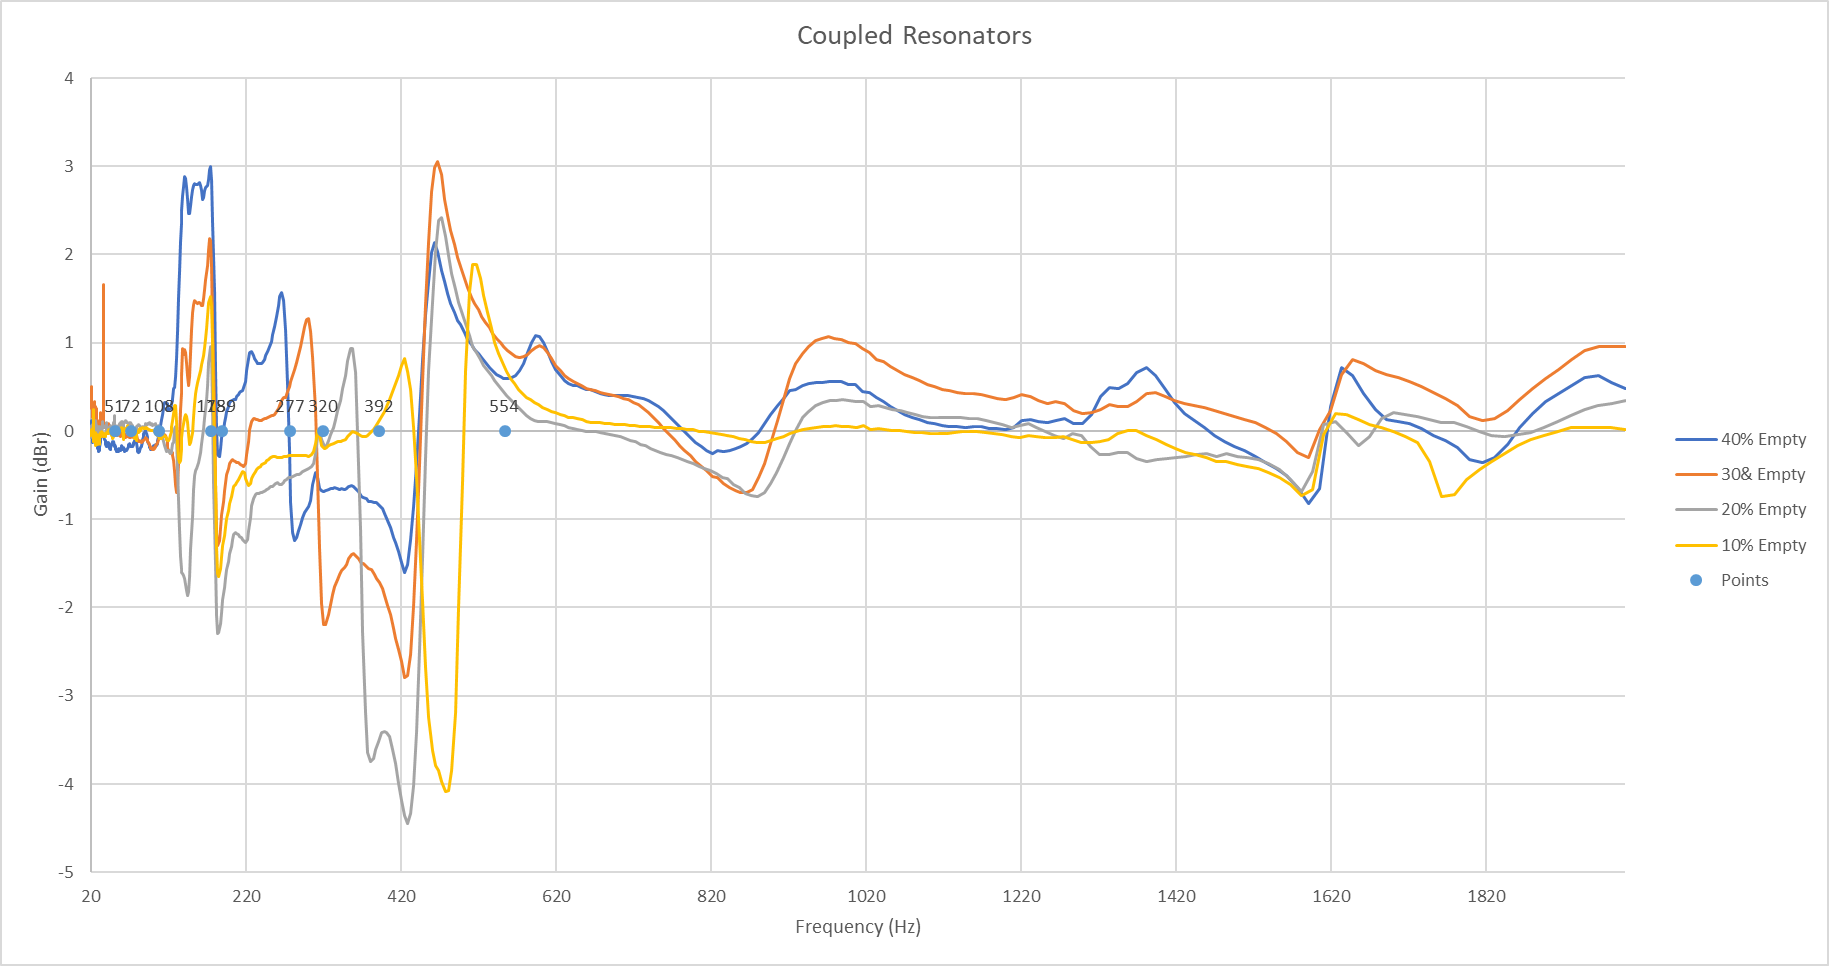 Coupled Resonators
4
3
2
1
0
-1
-2
-3
-4
-5
Gain (dBr)
51 72 108 175 189 277 320 392 554
20 220 420 620 820 1020 1220 1420 1620 1820
Frequency (Hz)
40% Empty
30& Empty
20% Empty
10% Empty
Points